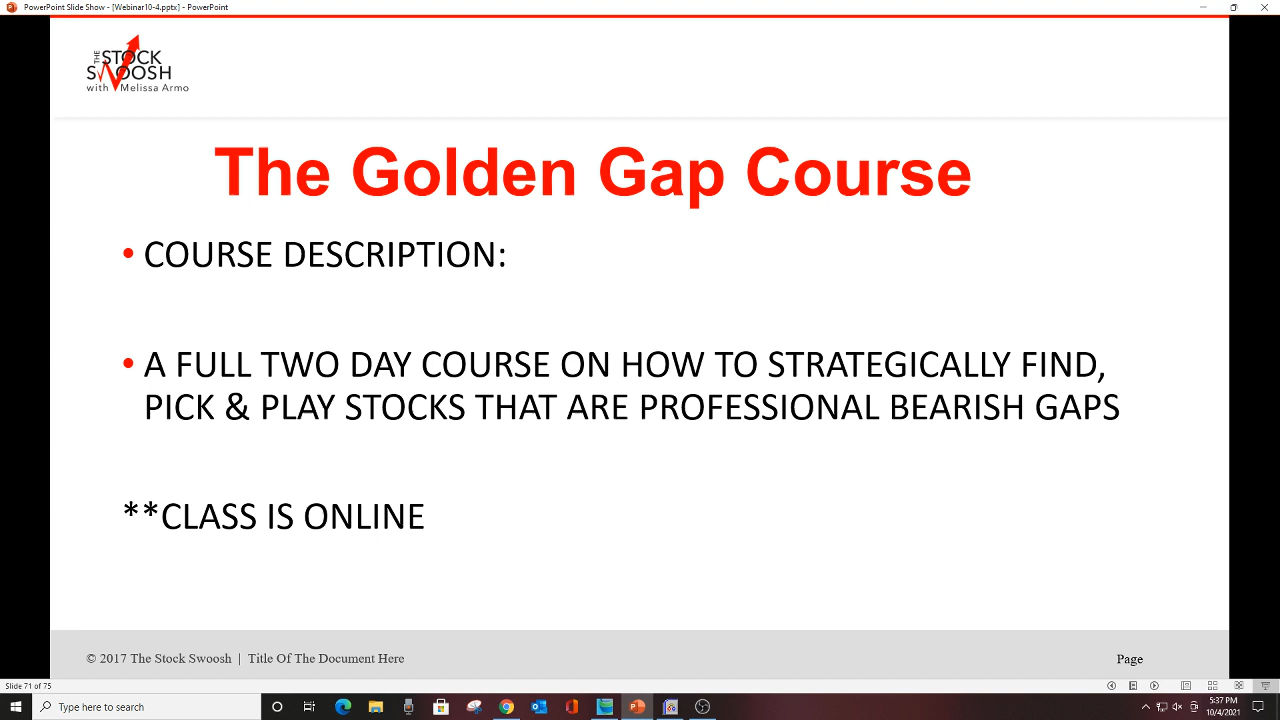 PowerPoint Slide Show - [Webinar10-4.pptx] - PowerPoint
THE STOCK
SWOOSH
with Melissa Armo
The Golden Gap Course
• COURSE DESCRIPTION:
• A FULL TWO DAY COURSE ON HOW TO STRATEGICALLY FIND,
PICK & PLAY STOCKS THAT ARE PROFESSIONAL BEARISH GAPS
**CLASS IS ONLINE
© 2017 The Stock Swoosh | Title Of The Document Here
Page
Slide 71 of 75
Type here to search
5:37 PM
10/4/2021